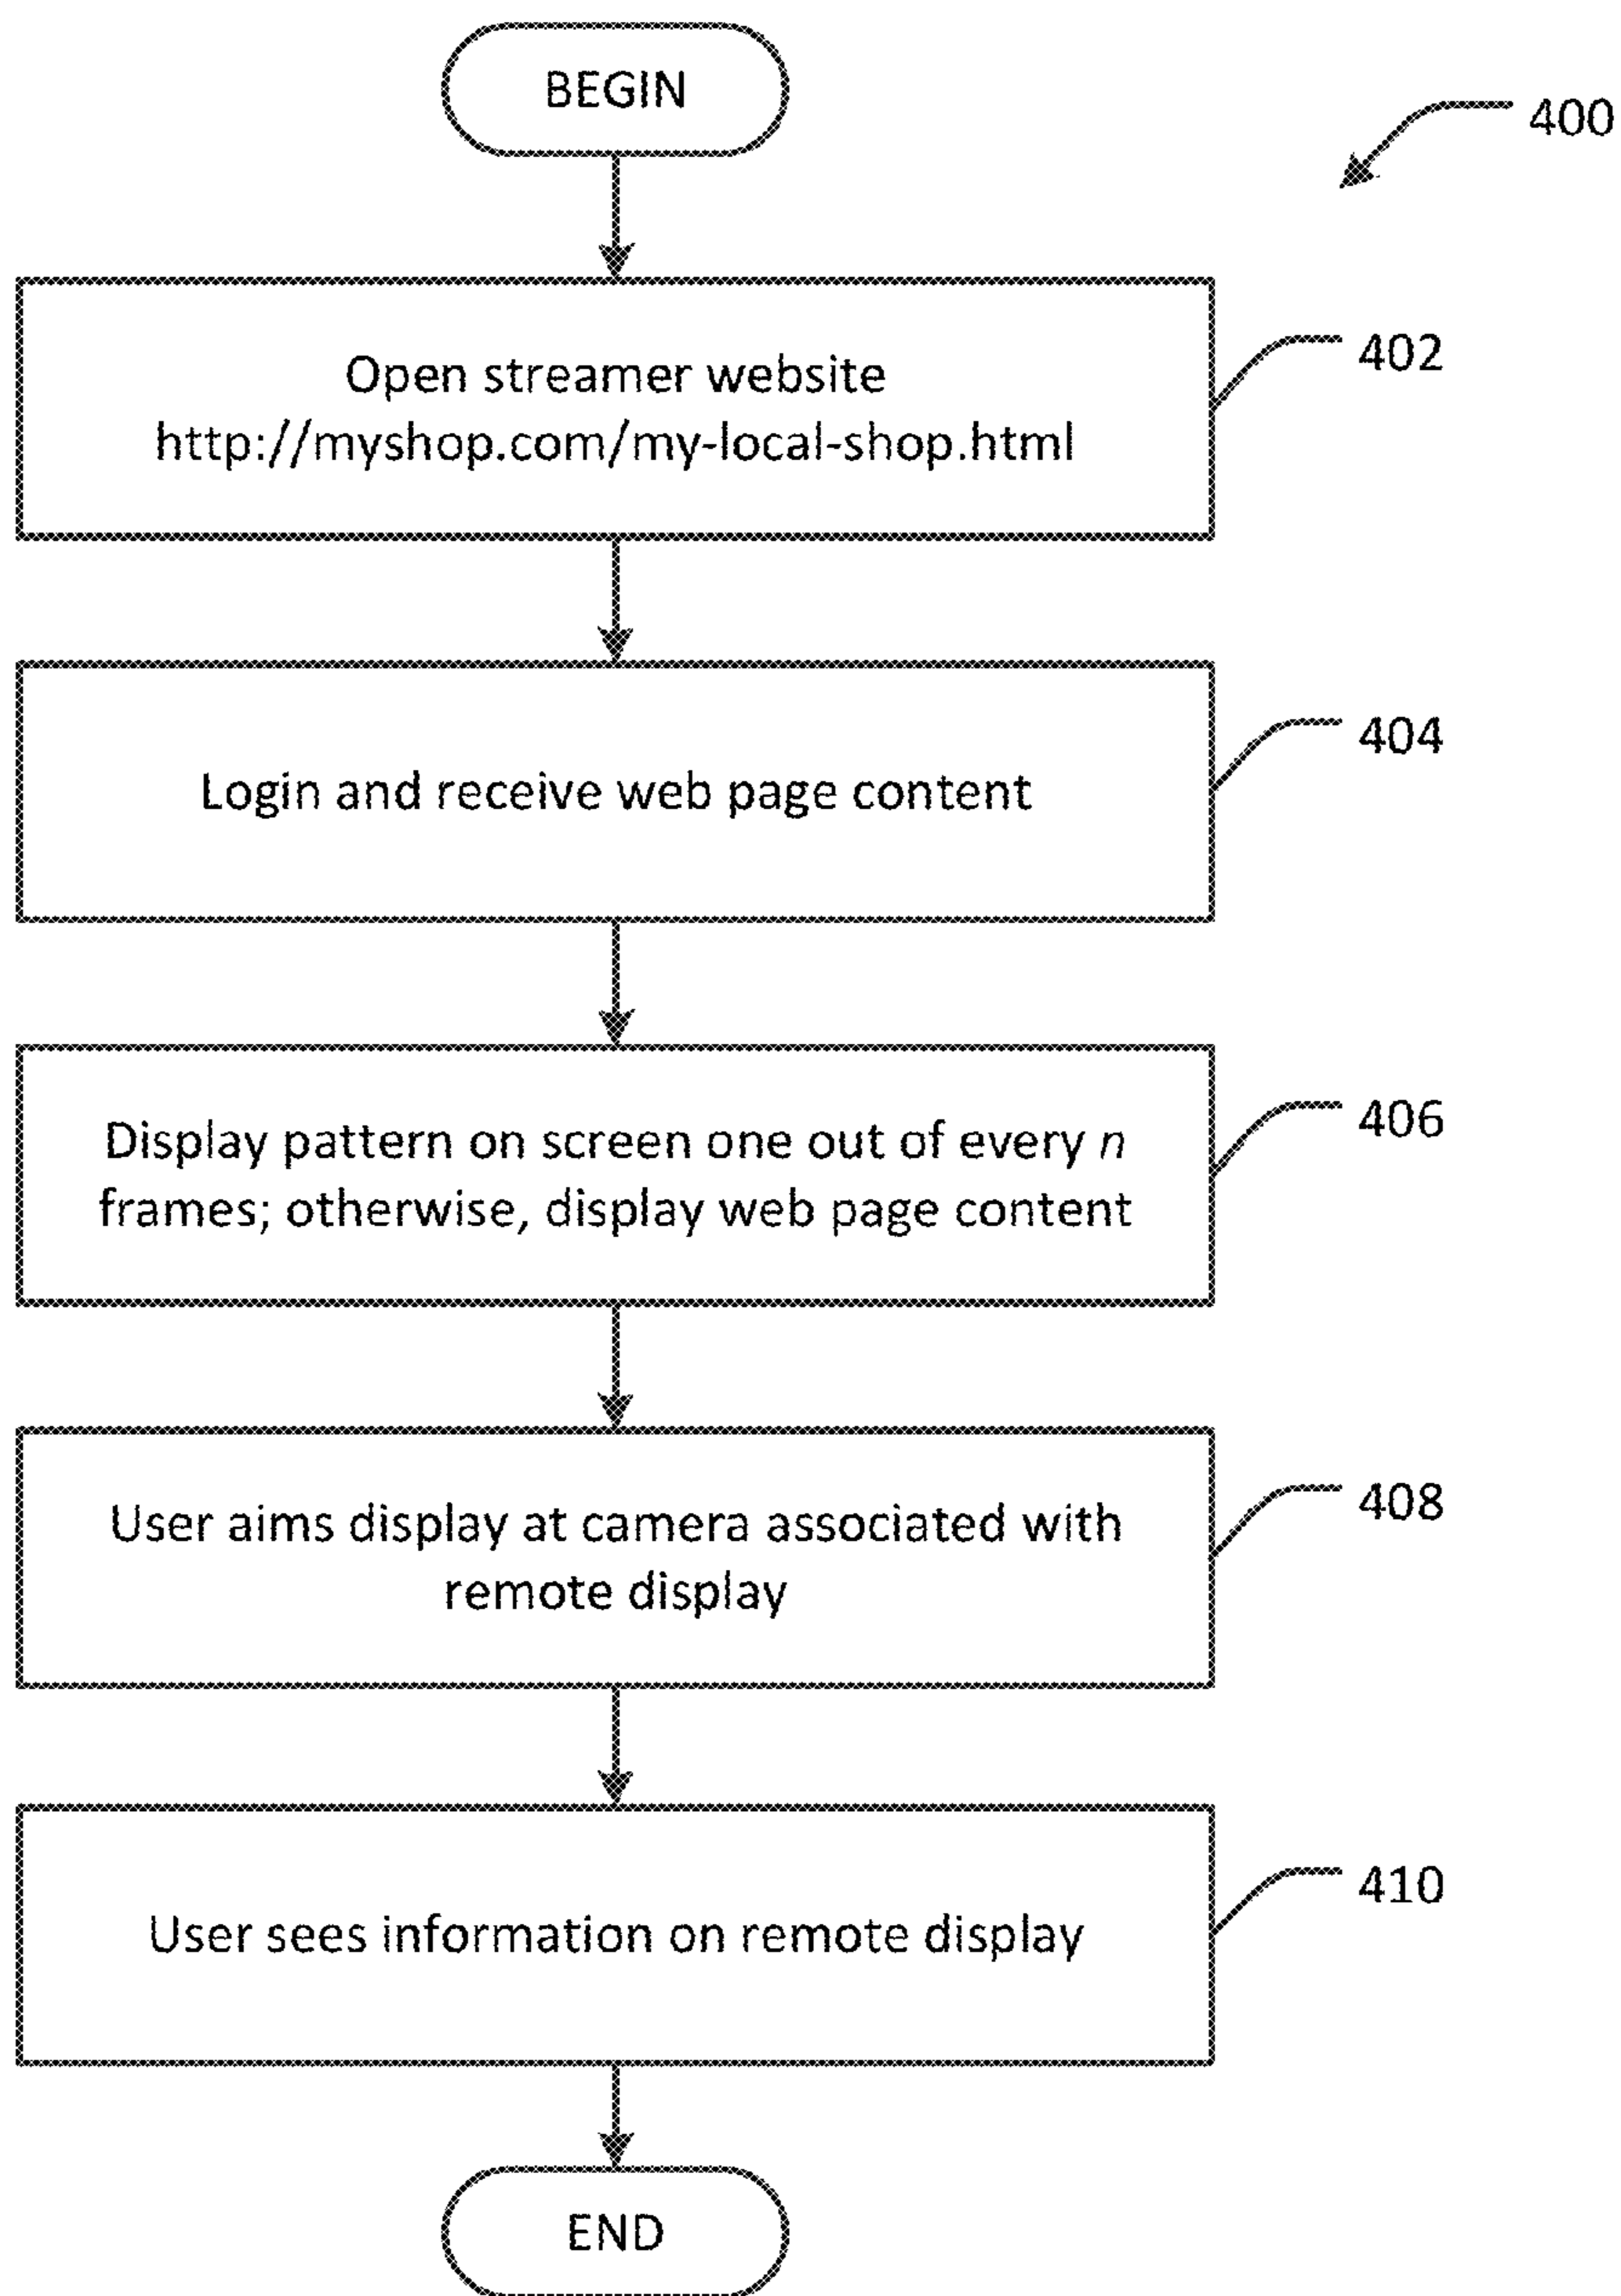 BEGIN
400
Open streamer website
http://myshop.com/my-local-shop.html
402
Login and receive web page content
404
Display pattern on screen one out of every n
frames; otherwise, display web page content
406
User aims display at camera associated with
remote display
408
User sees information on remote display
410
END